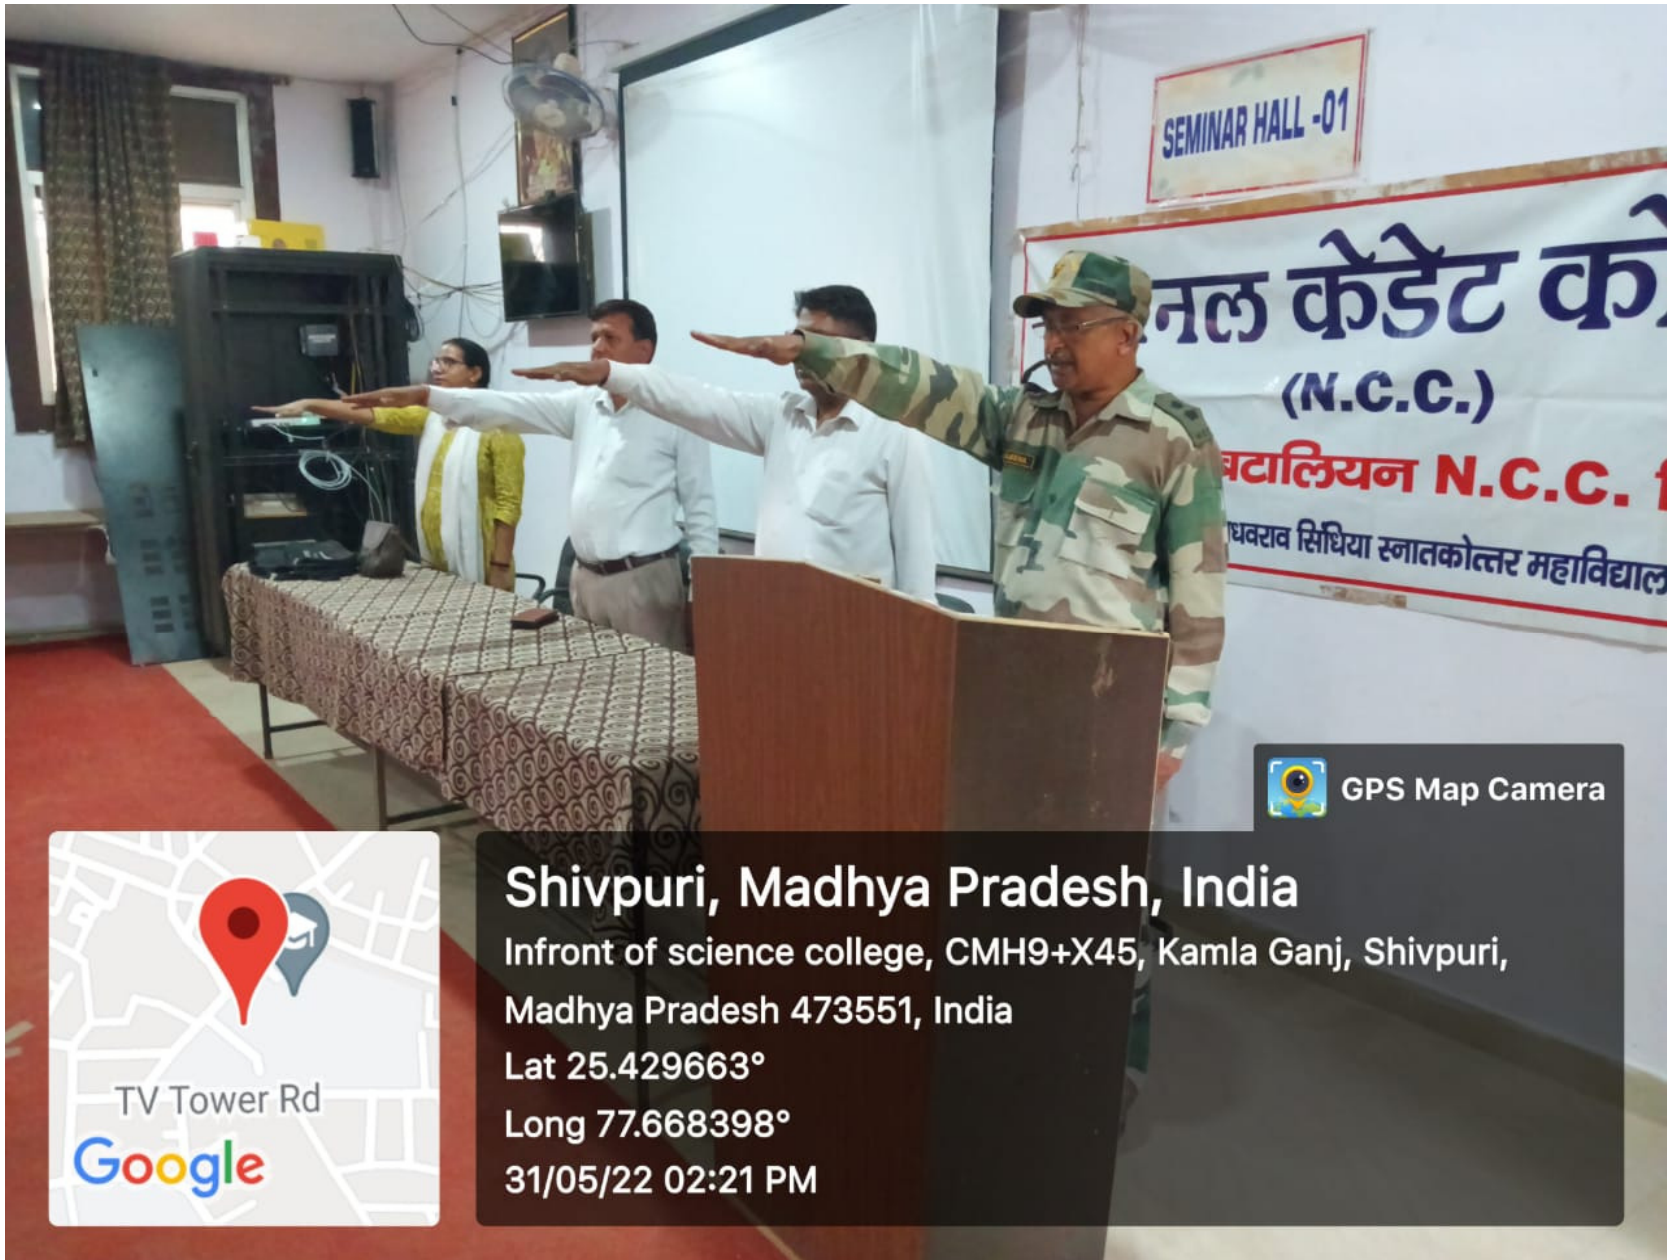 SEMINAR HALL -01
नल केडेट
(N.C.C.)
बटालियन N.C.C.
सिंधिया स्नातकोत्तर
GPS Map Camera
Shivpuri, Madhya Pradesh, India
Infront of science college, CMH9+X45, Kamla Ganj, Shivpuri,
Madhya Pradesh 473551, India
Lat 25.429663°
Long 77.668398°
31/05/22 02:21 PM
TV Tower Rd
Google